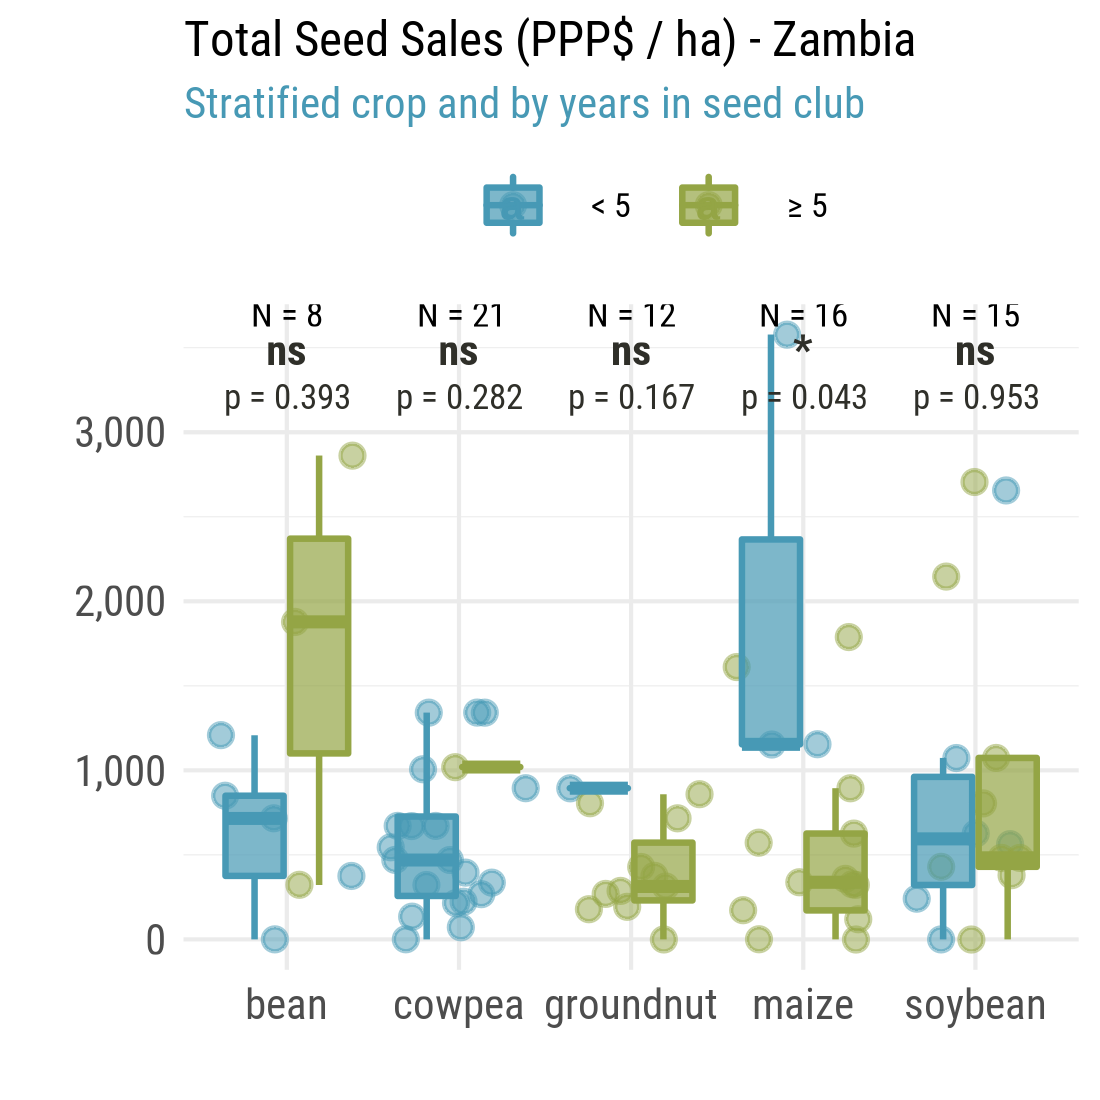 Total Seed Sales (PPP$ / ha) - Zambia
Stratified crop and by years in seed club
a < 5 a ≥ 5
N = 8 N = 21 N = 12 N = 16 N = 15
ns ns ns * ns
p = 0.393 p = 0.282 p = 0.167 p = 0.043 p = 0.953
3,000
2,000
1,000
0
bean cowpea groundnut maize soybean